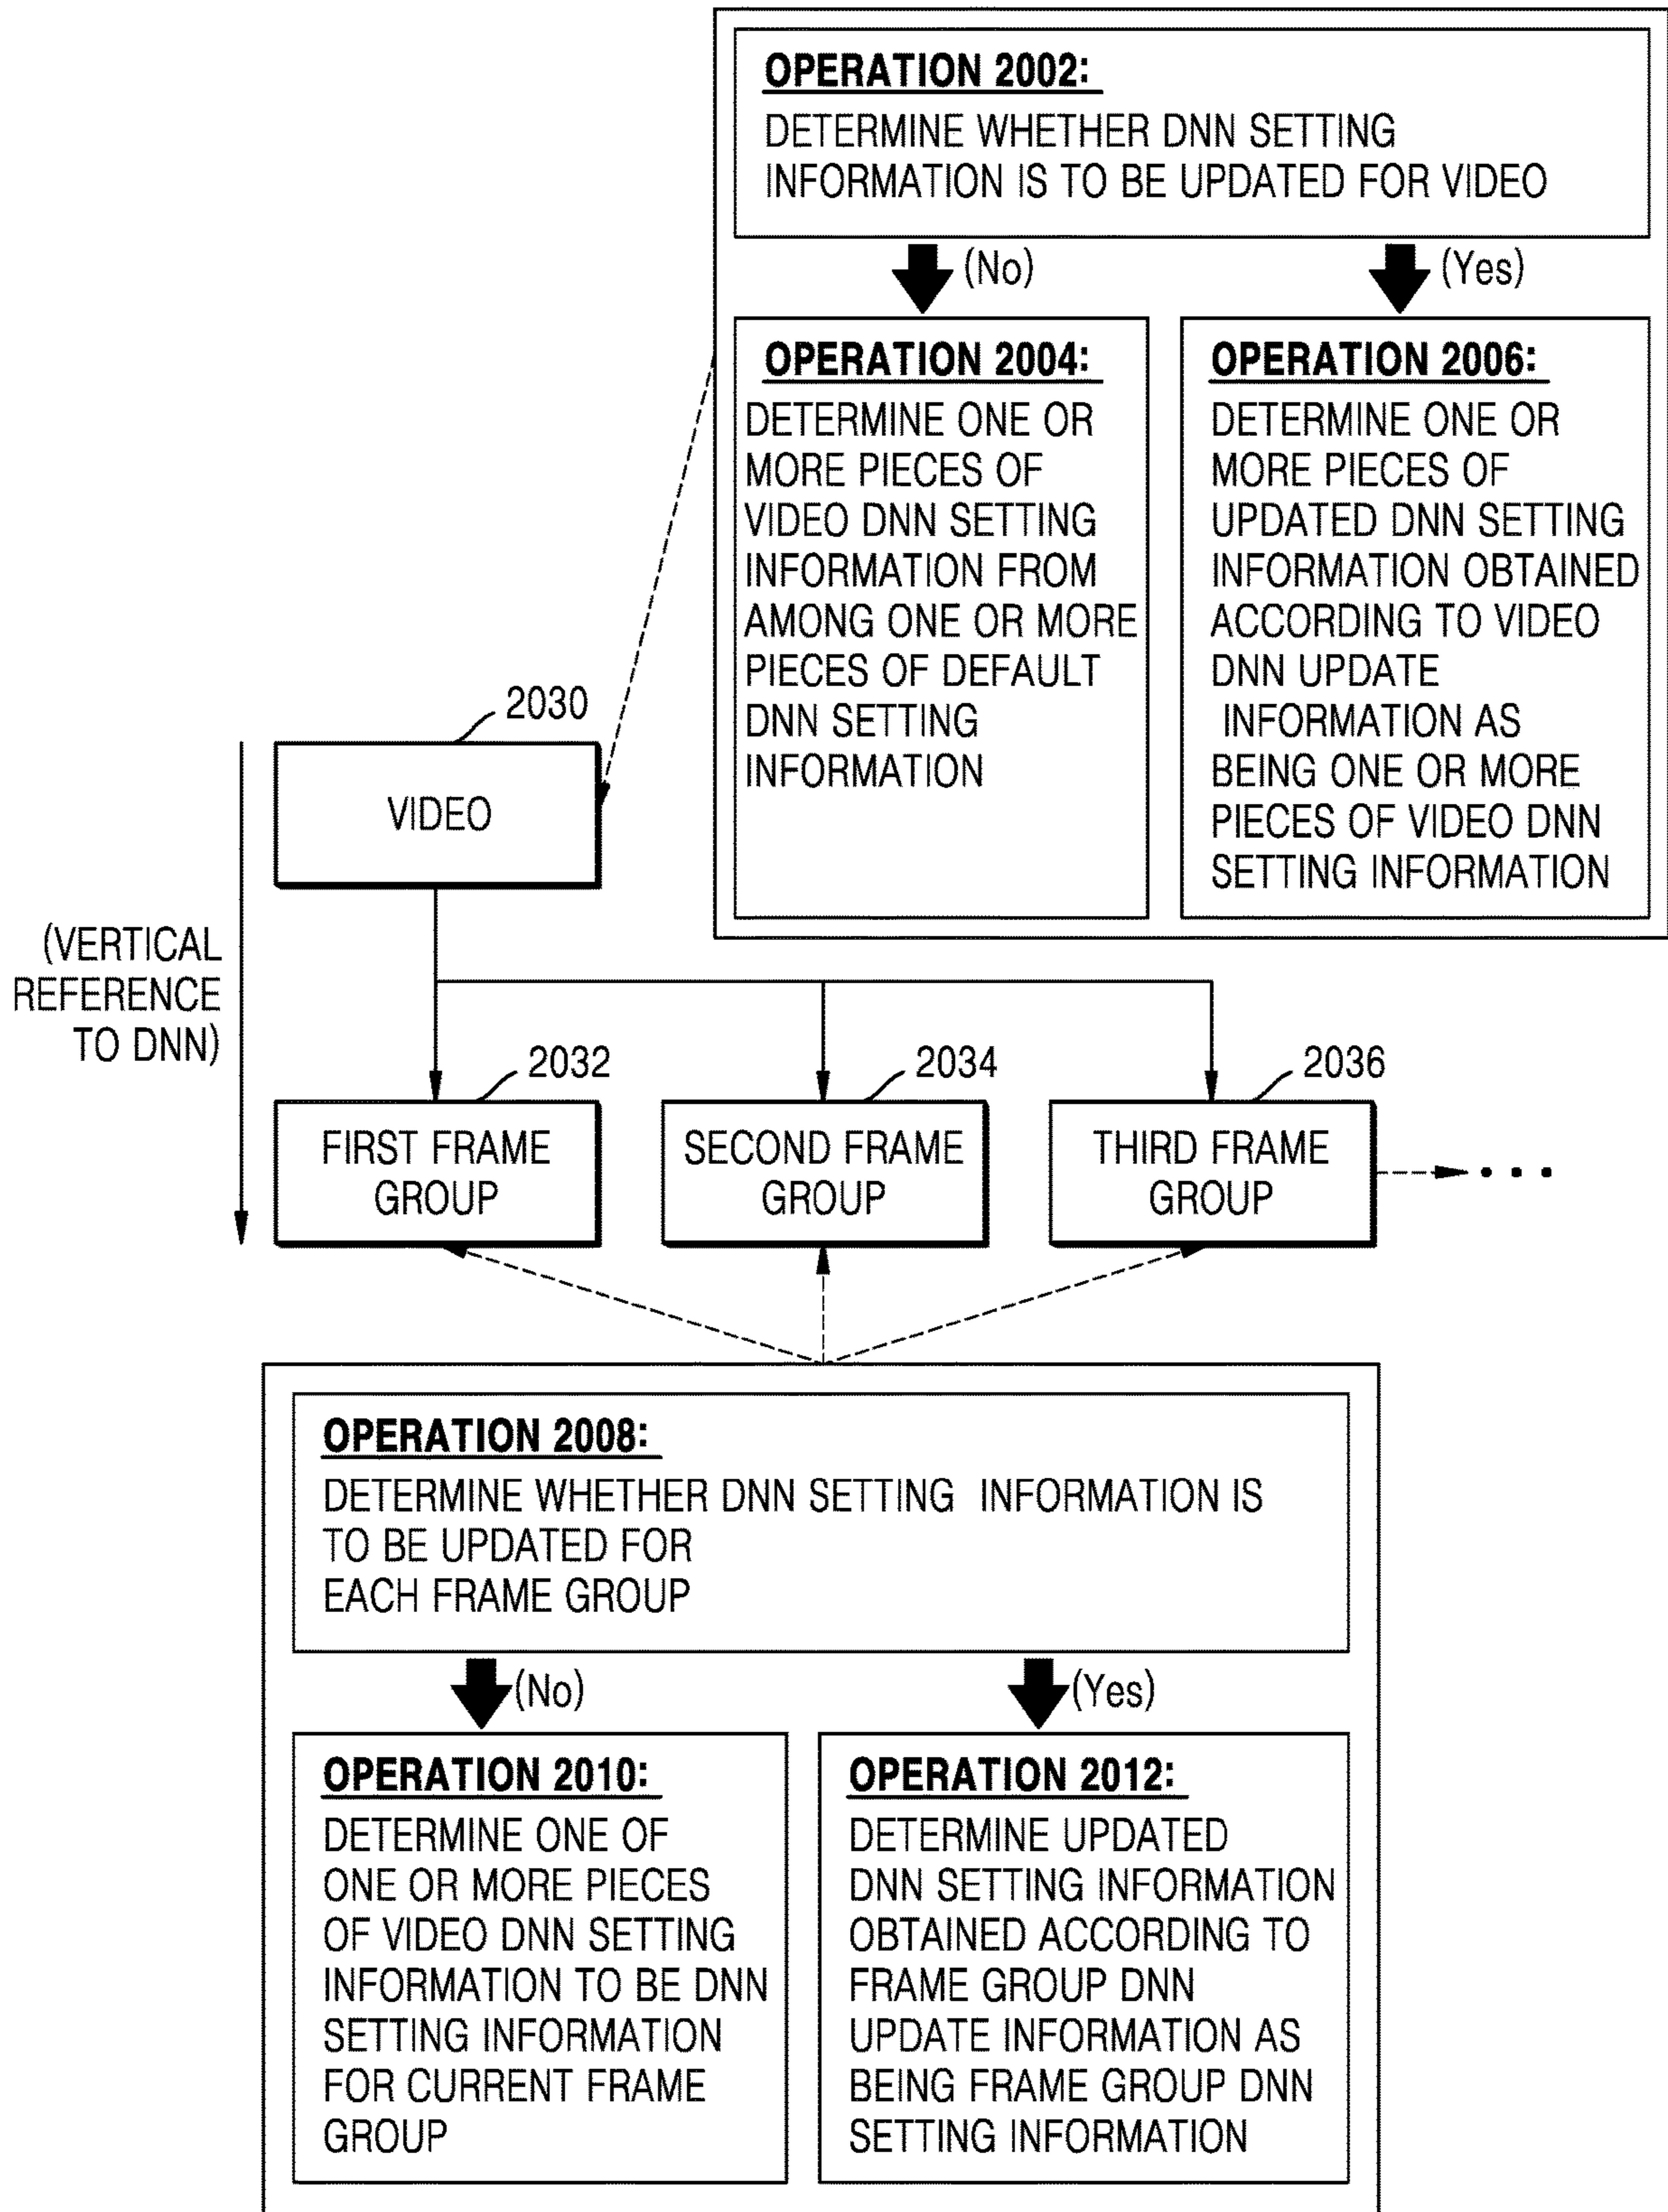 OPERATION 2002:
DETERMINE WHETHER DNN SETTING
INFORMATION IS TO BE UPDATED FOR VIDEO
(No)
(Yes)
OPERATION 2004:
DETERMINE ONE OR
MORE PIECES OF
VIDEO DNN SETTING
INFORMATION FROM
AMONG ONE OR MORE
PIECES OF DEFAULT
DNN SETTING
INFORMATION
OPERATION 2006:
DETERMINE ONE OR
MORE PIECES OF
UPDATED DNN SETTING
INFORMATION OBTAINED
ACCORDING TO VIDEO
DNN UPDATE
INFORMATION AS
BEING ONE OR MORE
PIECES OF VIDEO DNN
SETTING INFORMATION
2030
VIDEO
(VERTICAL
REFERENCE
TO DNN)
2032
FIRST FRAME
GROUP
2034
SECOND FRAME
GROUP
2036
THIRD FRAME
GROUP
• • •
OPERATION 2008:
DETERMINE WHETHER DNN SETTING INFORMATION IS
TO BE UPDATED FOR
EACH FRAME GROUP
(No)
(Yes)
OPERATION 2010:
DETERMINE ONE OF
ONE OR MORE PIECES
OF VIDEO DNN SETTING
INFORMATION TO BE DNN
SETTING INFORMATION
FOR CURRENT FRAME
GROUP
OPERATION 2012:
DETERMINE UPDATED
DNN SETTING INFORMATION
OBTAINED ACCORDING TO
FRAME GROUP DNN
UPDATE INFORMATION AS
BEING FRAME GROUP DNN
SETTING INFORMATION